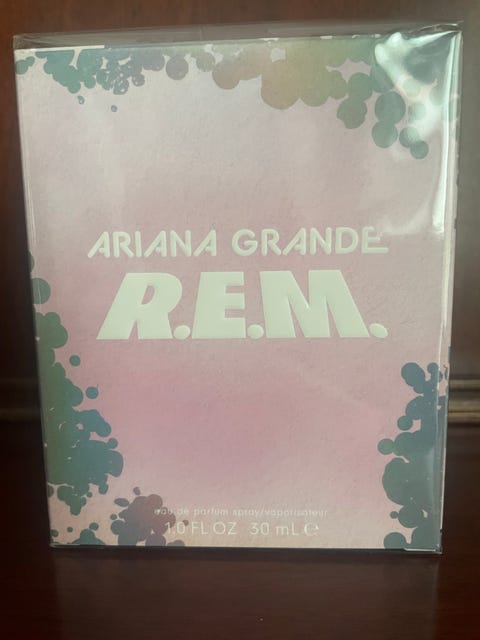 ARIANA GRANDE
R.E.M.
eau de parfum spray/vaporisateur
1.0 FL OZ 30 mL ℮